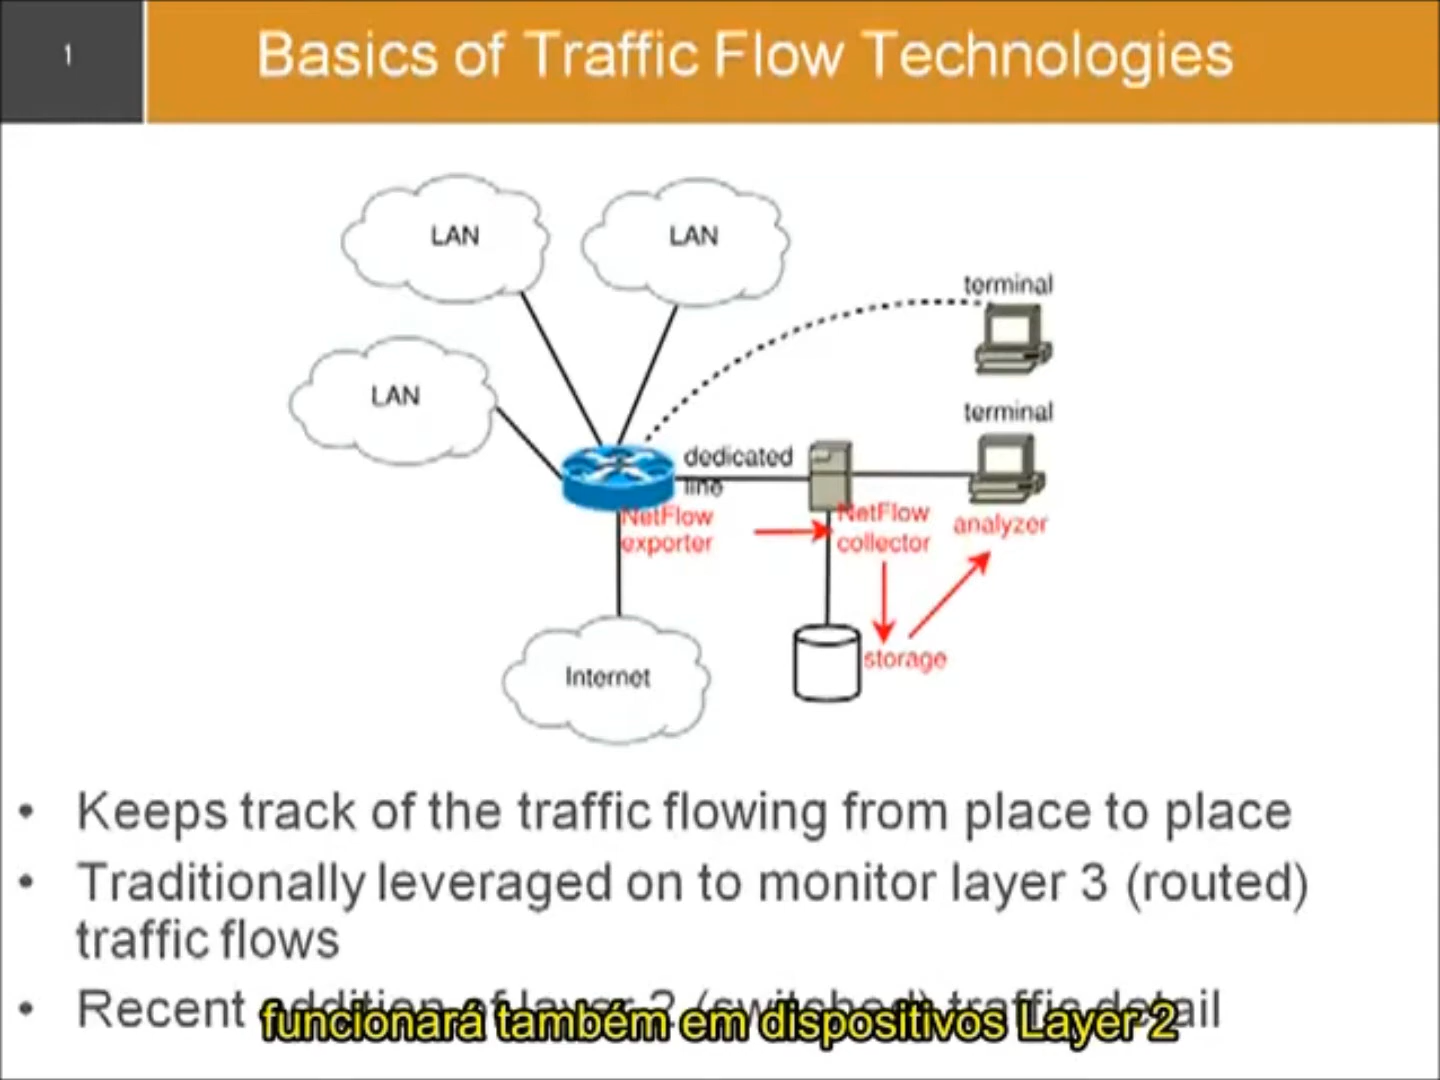 1
Basics of Traffic Flow Technologies
LAN
LAN
terminal
LAN
terminal
dedicated
line
NetFlow
exporter
NetFlow
collector
analyzer
storage
Internet
• Keeps track of the traffic flowing from place to place
• Traditionally leveraged on to monitor layer 3 (routed)
traffic flows
• Recent addition of layer 2 (switched) traffic detail
funcionará também em dispositivos Layer 2